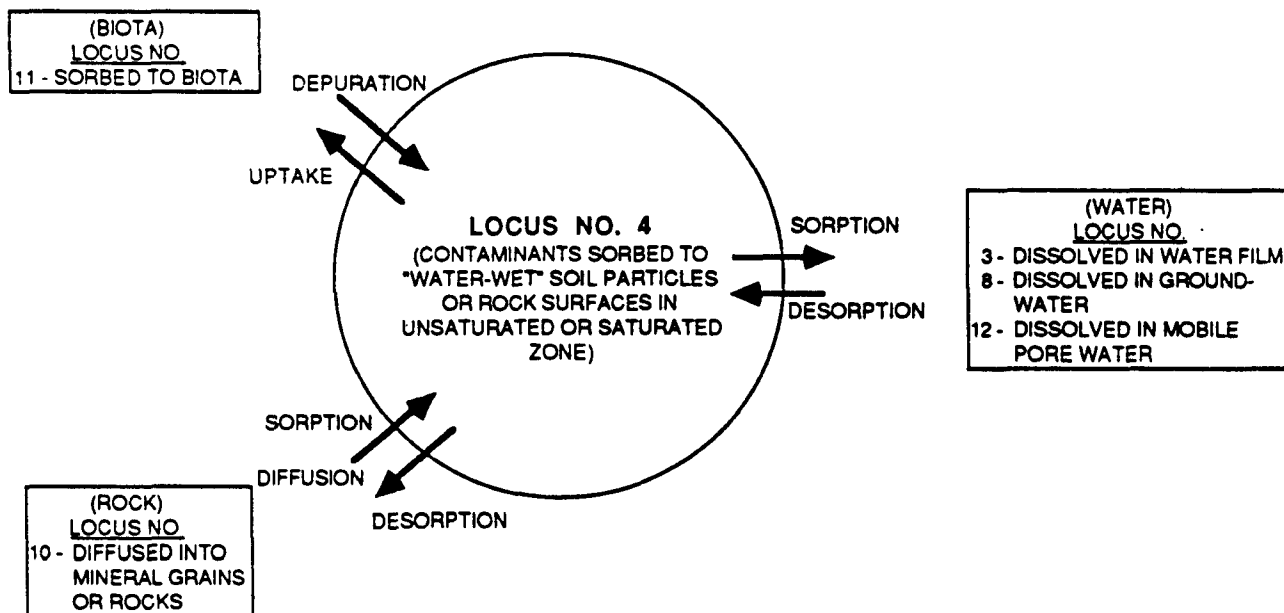 (BIOTA)
LOCUS NO
11 - SORBED TO BIOTA
DEPURATION
UPTAKE
LOCUS NO. 4
(CONTAMINANTS SORBED TO
"WATER-WET" SOIL PARTICLES
OR ROCK SURFACES IN
UNSATURATED OR SATURATED
ZONE)
SORPTION
DESORPTION
(WATER)
LOCUS NO.
3 - DISSOLVED IN WATER FILM
8 - DISSOLVED IN GROUND-
WATER
12 - DISSOLVED IN MOBILE
PORE WATER
SORPTION
DIFFUSION
DESORPTION
(ROCK)
LOCUS NO
10 - DIFFUSED INTO
MINERAL GRAINS
OR ROCKS